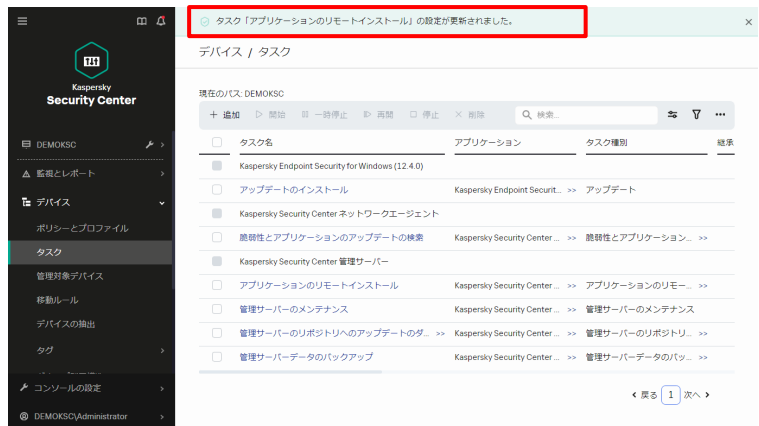 タスク「アプリケーションのリモートインストール」の設定が更新されました。
Kaspersky
Security Center
DEMOKSC
監視とレポート
デバイス
ポリシーとプロファイル
タスク
管理対象デバイス
移動ルール
デバイスの抽出
タグ
コンソールの設定
DEMOKSC\Administrator
デバイス / タスク
現在のパス: DEMOKSC
追加 開始 一時停止 再開 停止 削除 検索...
タスク名 アプリケーション タスク種別 継承
Kaspersky Endpoint Security for Windows (12.4.0)
アップデートのインストール Kaspersky Endpoint Securit... >> アップデート
Kaspersky Security Center ネットワークエージェント
脆弱性とアプリケーションのアップデートの検索 Kaspersky Security Center ... >> 脆弱性とアプリケーション... >>
Kaspersky Security Center 管理サーバー
アプリケーションのリモートインストール Kaspersky Security Center ... >> アプリケーションのリモー... >>
管理サーバーのメンテナンス Kaspersky Security Center ... >> 管理サーバーのメンテナンス
管理サーバーのリポジトリへのアップデートのダ... >> Kaspersky Security Center ... >> 管理サーバーのリポジトリ... >>
管理サーバーデータのバックアップ Kaspersky Security Center ... >> 管理サーバーデータのバッ... >>
戻る 1 次へ